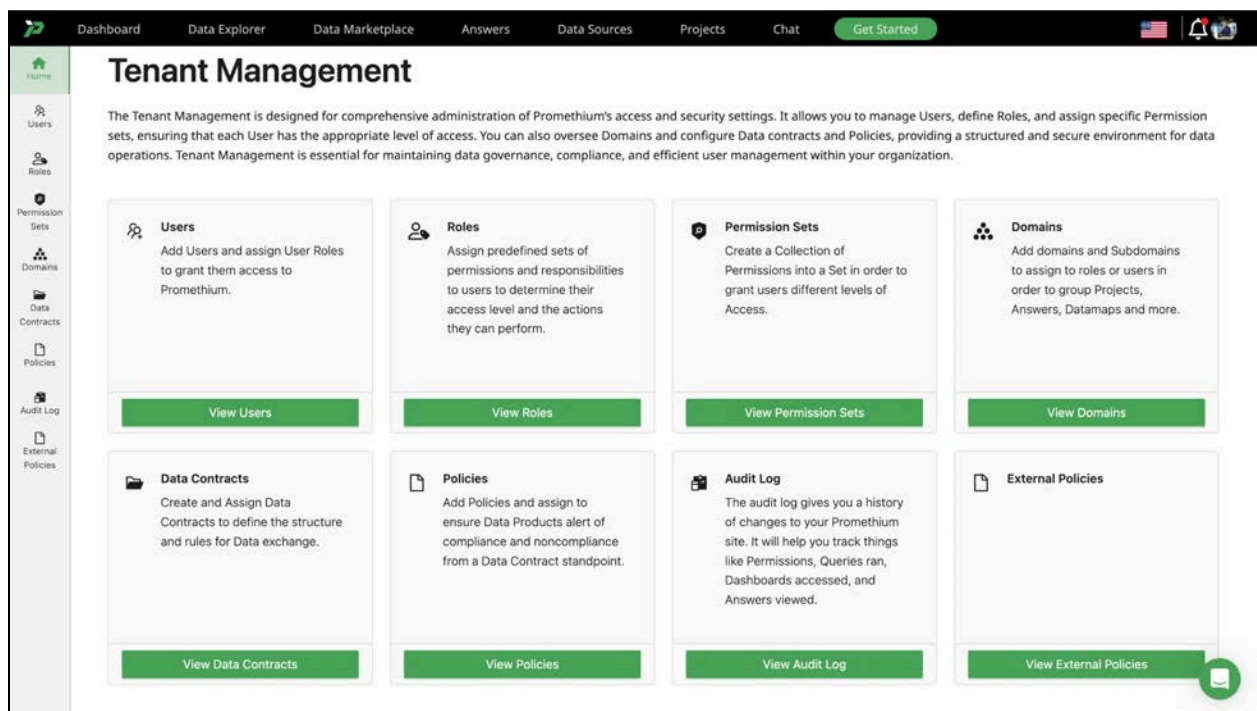 Dashboard Data Explorer Data Marketplace Answers Data Sources Projects Chat Get Started
Home
Users
Roles
Permission
Sets
Domains
Data
Contracts
Policies
Audit Log
External
Policies
Tenant Management
The Tenant Management is designed for comprehensive administration of Promethium's access and security settings. It allows you to manage Users, define Roles, and assign specific Permission
sets, ensuring that each User has the appropriate level of access. You can also oversee Domains and configure Data contracts and Policies, providing a structured and secure environment for data
operations. Tenant Management is essential for maintaining data governance, compliance, and efficient user management within your organization.
Users
Add Users and assign User Roles
to grant them access to
Promethium.
View Users
Roles
Assign predefined sets of
permissions and responsibilities
to users to determine their
access level and the actions
they can perform.
View Roles
Permission Sets
Create a Collection of
Permissions into a Set in order to
grant users different levels of
Access.
View Permission Sets
Domains
Add domains and Subdomains
to assign to roles or users in
order to group Projects,
Answers, Datamaps and more.
View Domains
Data Contracts
Create and Assign Data
Contracts to define the structure
and rules for Data exchange.
View Data Contracts
Policies
Add Policies and assign to
ensure Data Products alert of
compliance and noncompliance
from a Data Contract standpoint.
View Policies
Audit Log
The audit log gives you a history
of changes to your Promethium
site. It will help you track things
like Permissions, Queries ran,
Dashboards accessed, and
Answers viewed.
View Audit Log
External Policies
View External Policies